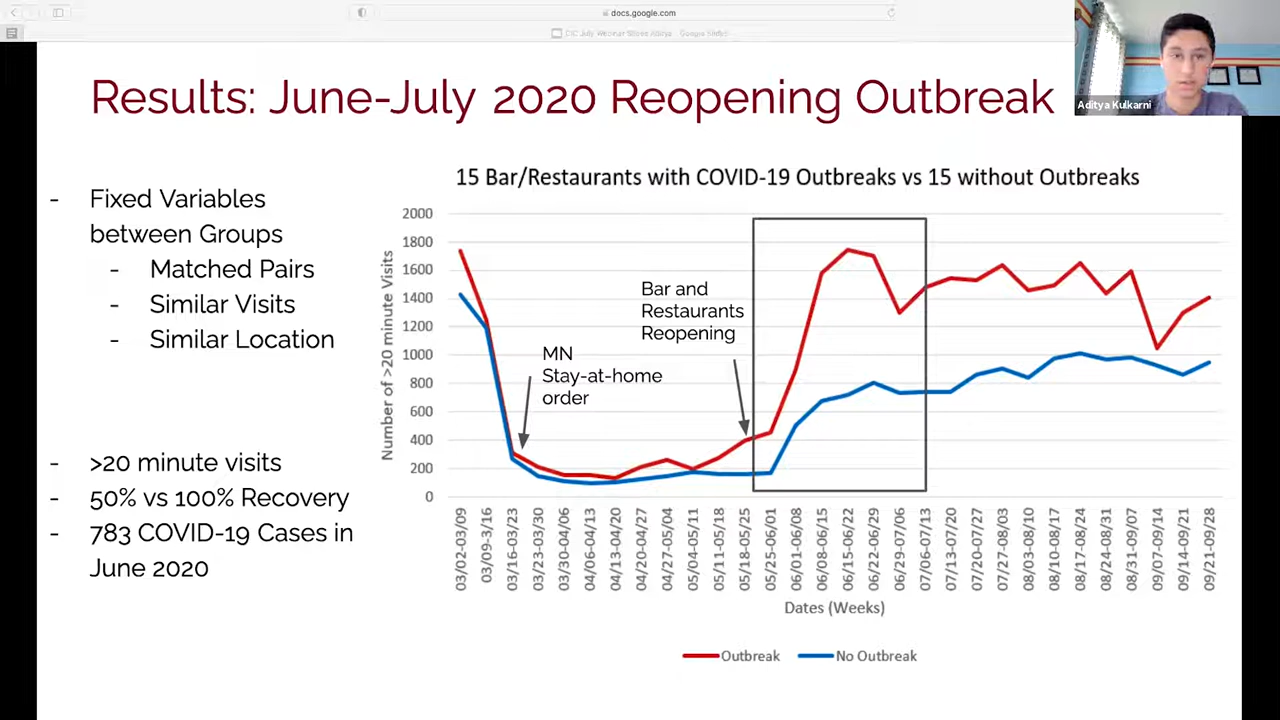 docs.google.com
CIC July Webinar Slides Aditya - Google Slides
Aditya Kulkarni
Results: June-July 2020 Reopening Outbreak
- Fixed Variables
between Groups
- Matched Pairs
- Similar Visits
- Similar Location
- >20 minute visits
- 50% vs 100% Recovery
- 783 COVID-19 Cases in
June 2020
15 Bar/Restaurants with COVID-19 Outbreaks vs 15 without Outbreaks
Number of >20 minute Visits
2000
1800
1600
1400
1200
1000
800
600
400
200
0
MN
Stay-at-home
order
Bar and
Restaurants
Reopening
03/02-03/09
03/09-3/16
03/16-03/23
03/23-03/30
03/30-04/06
04/06-04/13
04/13-04/20
04/20-04/27
04/27-05/04
05/04-05/11
05/11-05/18
05/18-05/25
05/25-06/01
06/01-06/08
06/08-06/15
06/15-06/22
06/22-06/29
06/29-07/06
07/06-07/13
07/13-07/20
07/20-07/27
07/27-08/03
08/03-08/10
08/10-08/17
08/17-08/24
08/24-08/31
08/31-09/07
09/07-09/14
09/14-09/21
09/21-09/28
Dates (Weeks)
Outbreak
No Outbreak